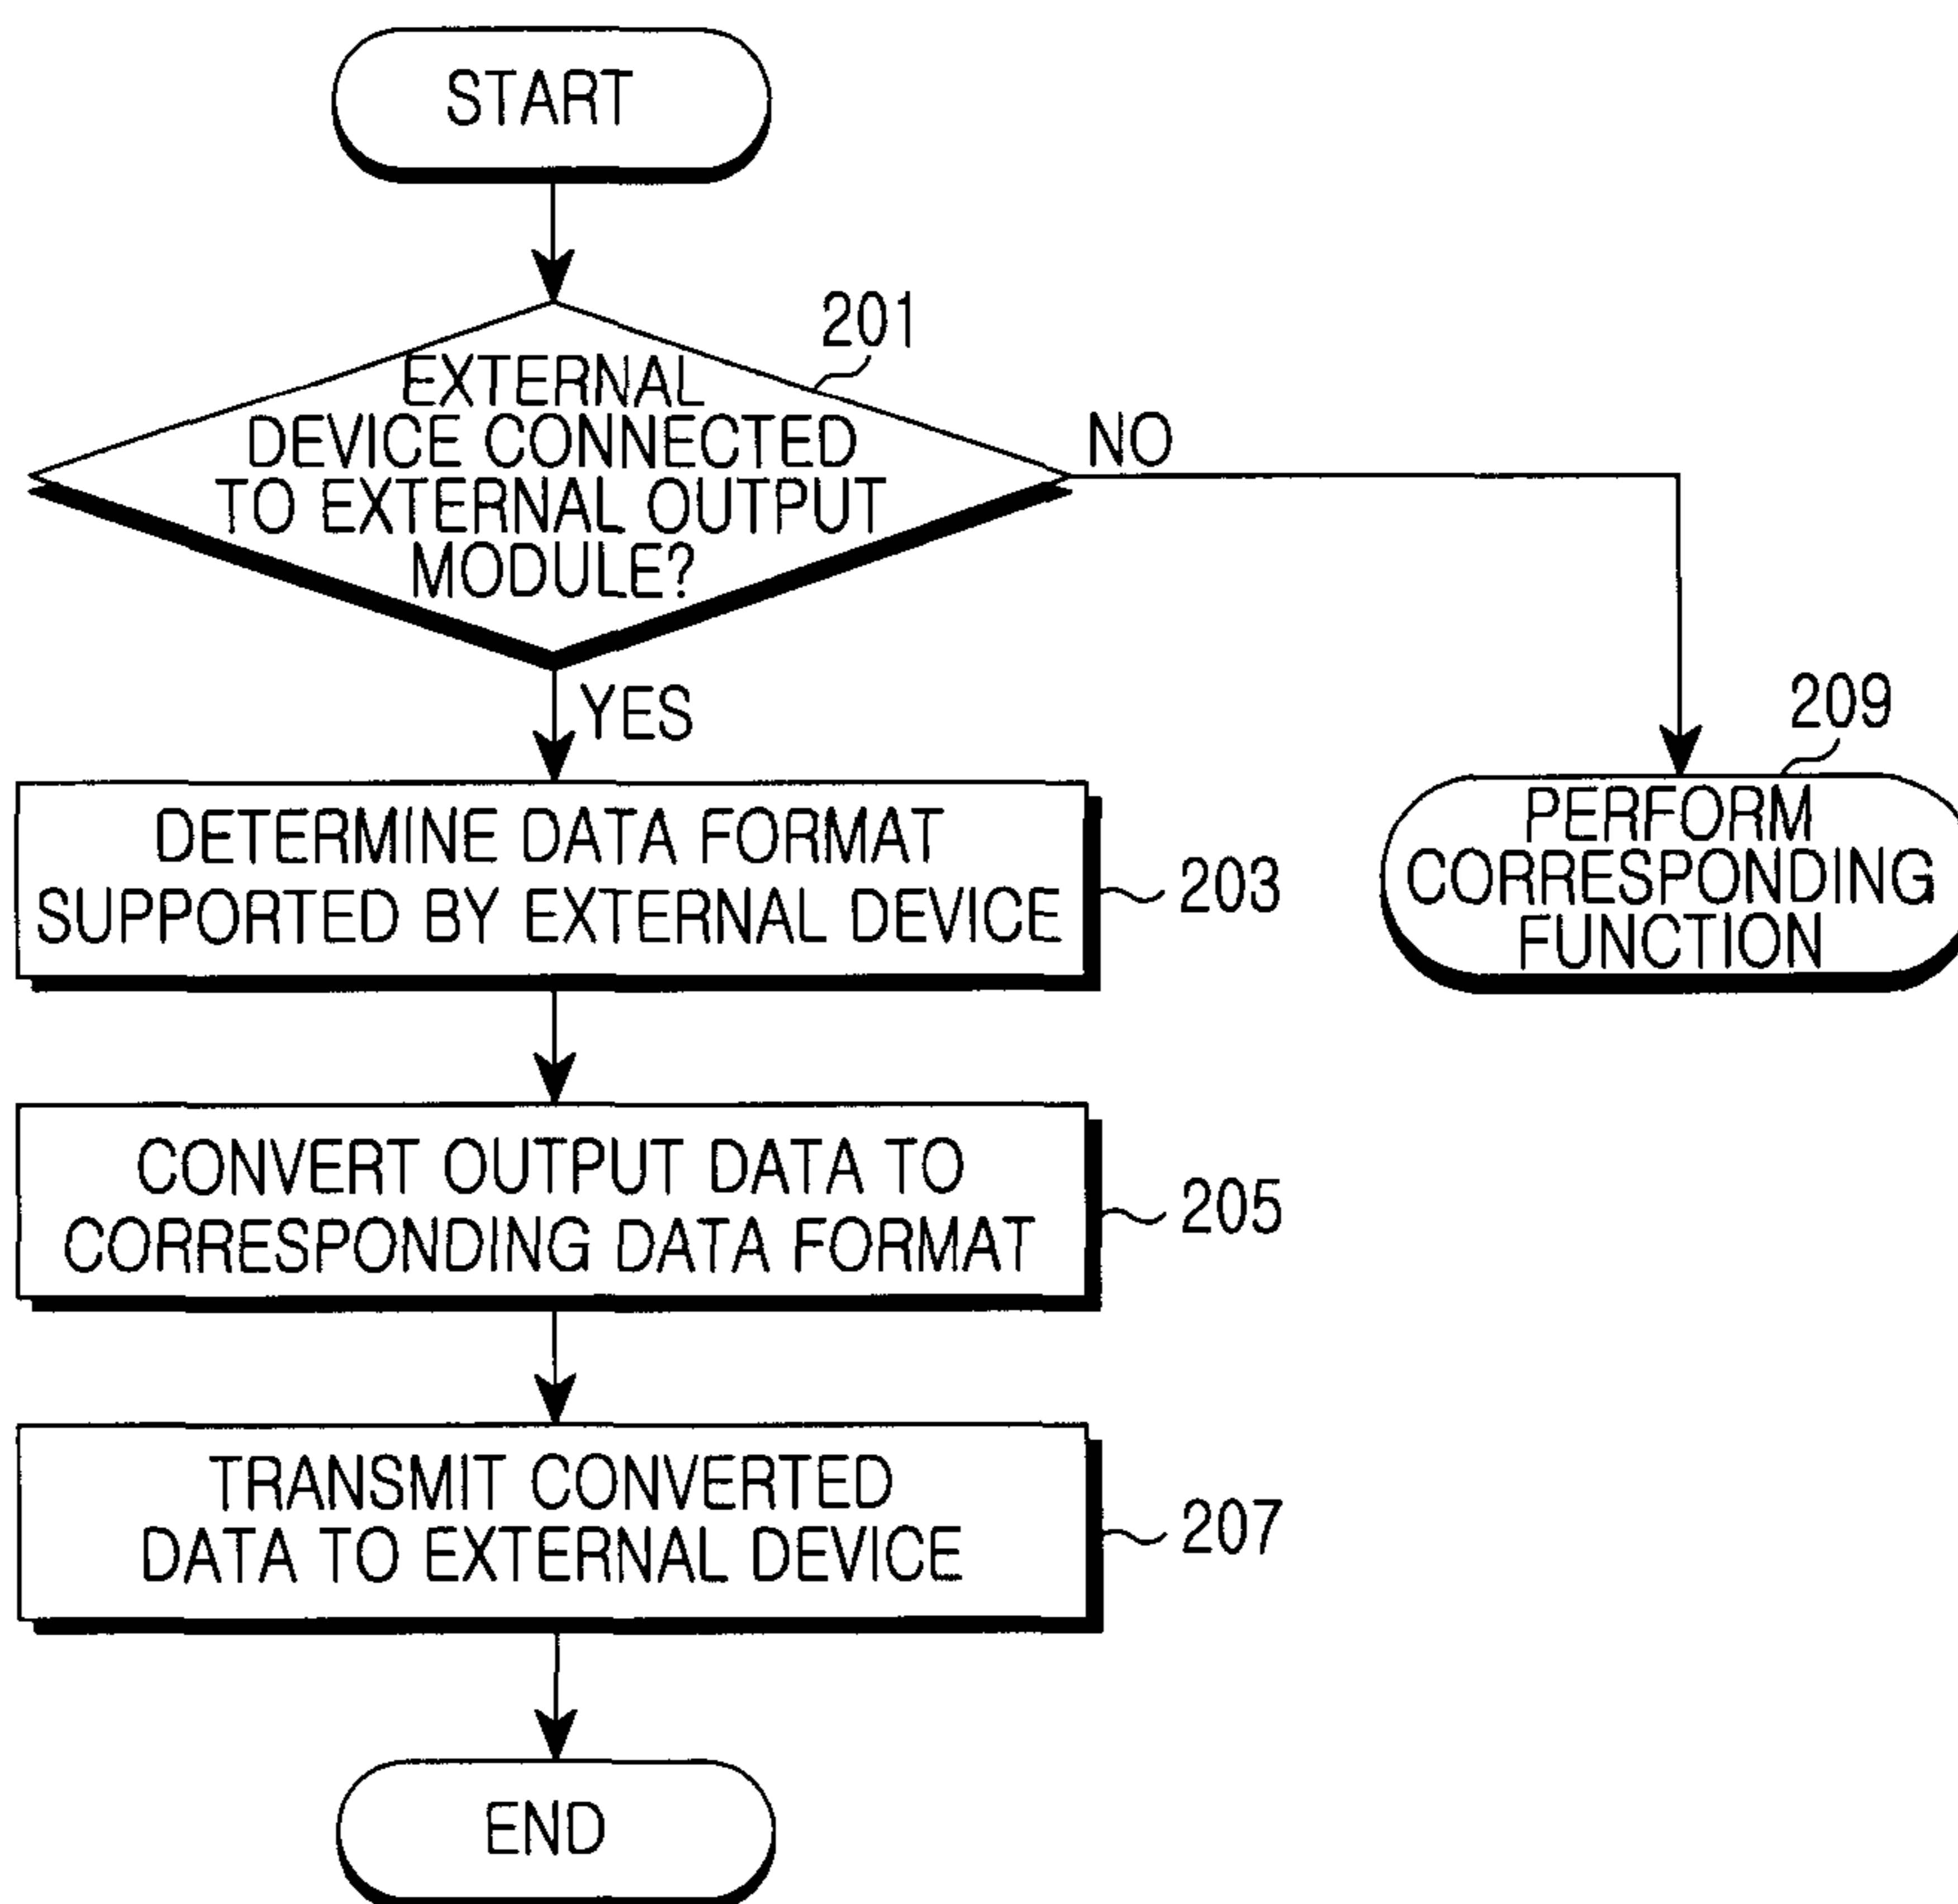 START
201
EXTERNAL
DEVICE CONNECTED
TO EXTERNAL OUTPUT
MODULE?
NO
YES
209
PERFORM
CORRESPONDING
FUNCTION
DETERMINE DATA FORMAT
SUPPORTED BY EXTERNAL DEVICE
203
CONVERT OUTPUT DATA TO
CORRESPONDING DATA FORMAT
205
TRANSMIT CONVERTED
DATA TO EXTERNAL DEVICE
207
END